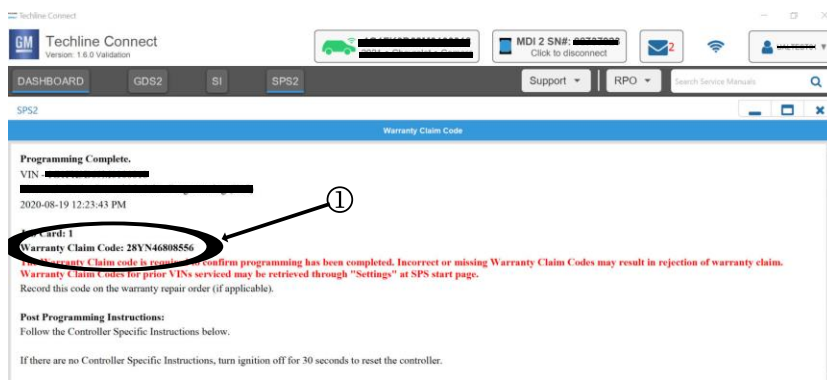 Techline Connect
GM
Techline Connect
Version: 1.6.0 Validation
MDI 2 SN#:
Click to disconnect
2
DASHBOARD
GDS2
SI
SPS2
Support
RPO
Search Service Manuals
SPS2
Warranty Claim Code
Programming Complete.
VIN -
2020-08-19 12:23:43 PM
①
Card: 1
Warranty Claim Code: 28YN46808556
The Warranty Claim code is required to confirm programming has been completed. Incorrect or missing Warranty Claim Codes may result in rejection of warranty claim.
Warranty Claim Codes for prior VINs serviced may be retrieved through "Settings" at SPS start page.
Record this code on the warranty repair order (if applicable).
Post Programming Instructions:
Follow the Controller Specific Instructions below.
If there are no Controller Specific Instructions, turn ignition off for 30 seconds to reset the controller.